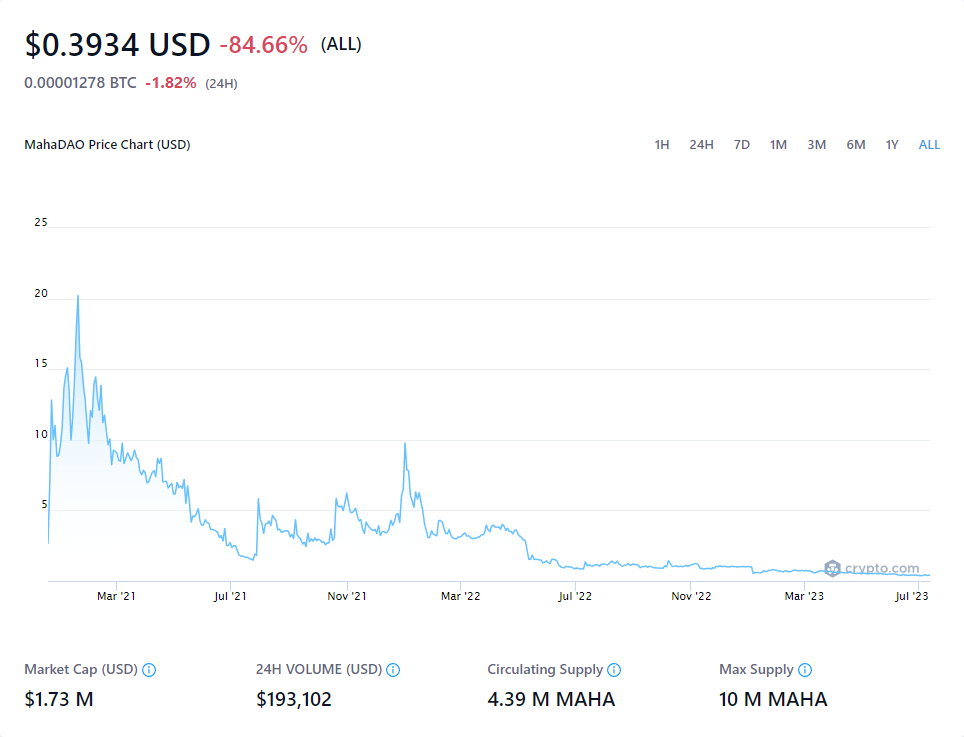 $0.3934 USD -84.66% (ALL)
0.00001278 BTC -1.82% (24H)
MahaDAO Price Chart (USD) 1H 24H 7D 1M 3M 6M 1Y ALL
25
20
15
10
5
crypto.com
Mar '21 Jul '21 Nov '21 Mar '22 Jul '22 Nov '22 Mar '23 Jul '23
Market Cap (USD) 24H VOLUME (USD) Circulating Supply Max Supply
$1.73 M $193,102 4.39 M MAHA 10 M MAHA